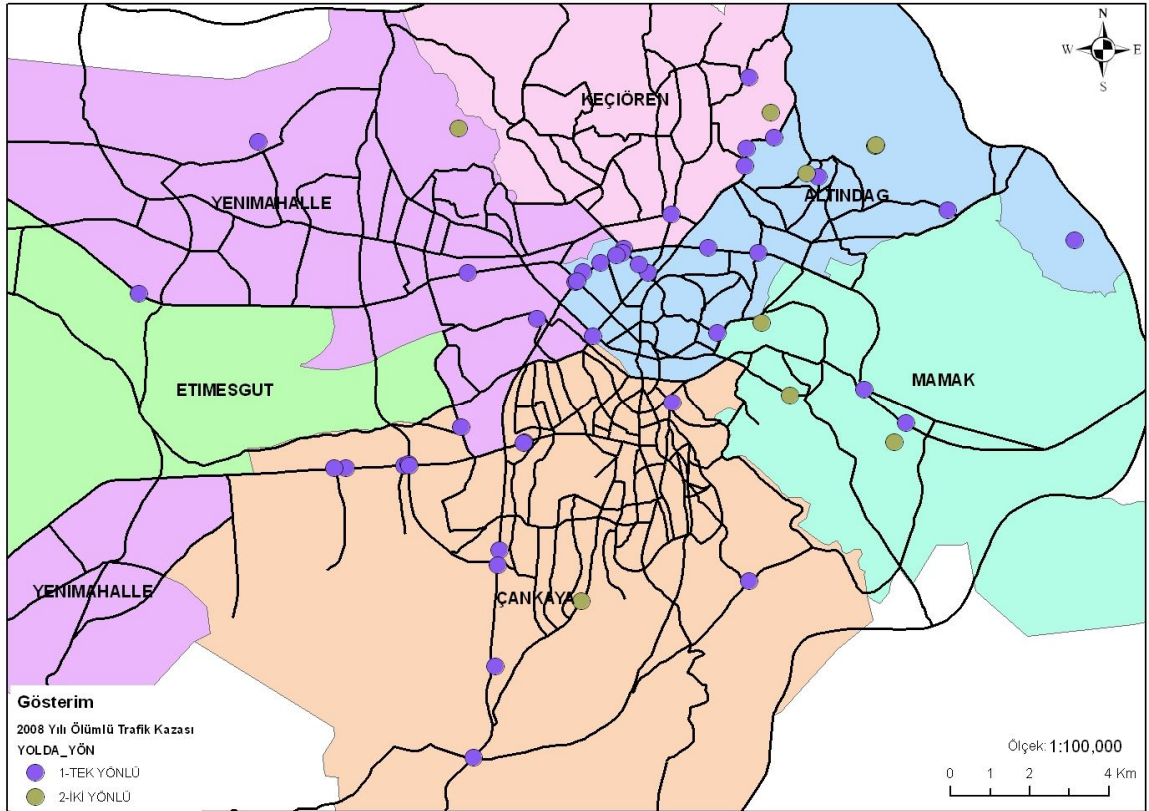 N
W E
S
KEÇİÖREN
YENIMAHALLE
ALTINDAG
ETIMESGUT
MAMAK
YENIMAHALLE
ÇANKAYA
Gösterim
2008 Yılı Ölümlü Trafik Kazası
YOLDA_YÖN
1-TEK YÖNLÜ
2-İKİ YÖNLÜ
Ölçek: 1:100,000
0 1 2 4 Km